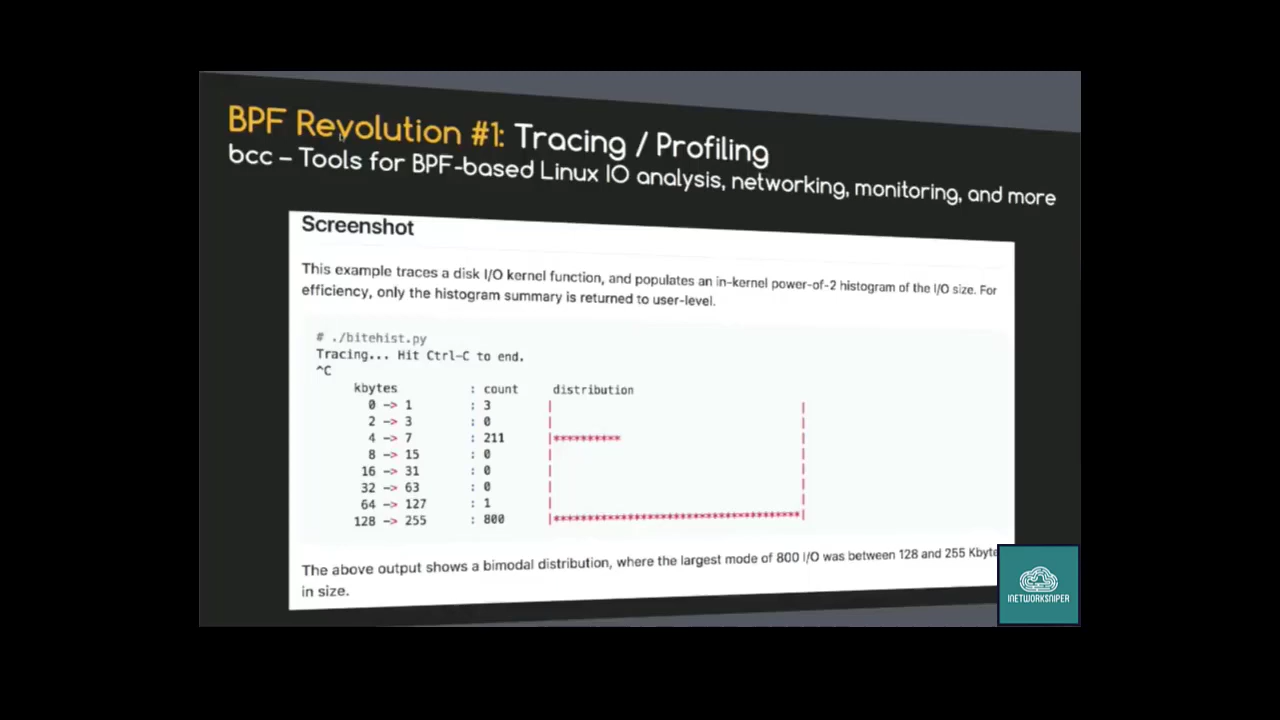 BPF Revolution #1: Tracing / Profiling
bcc – Tools for BPF-based Linux IO analysis, networking, monitoring, and more
Screenshot
This example traces a disk I/O kernel function, and populates an in-kernel power-of-2 histogram of the I/O size. For
efficiency, only the histogram summary is returned to user-level.
# ./bitehist.py
Tracing... Hit Ctrl-C to end.
^C
kbytes : count distribution
0 -> 1 : 3 | |
2 -> 3 : 0 | |
4 -> 7 : 211 |********** |
8 -> 15 : 0 | |
16 -> 31 : 0 | |
32 -> 63 : 0 | |
64 -> 127 : 1 | |
128 -> 255 : 800 |**************************************|
The above output shows a bimodal distribution, where the largest mode of 800 I/O was between 128 and 255 Kbyte
in size.
INETWORKSNIPER